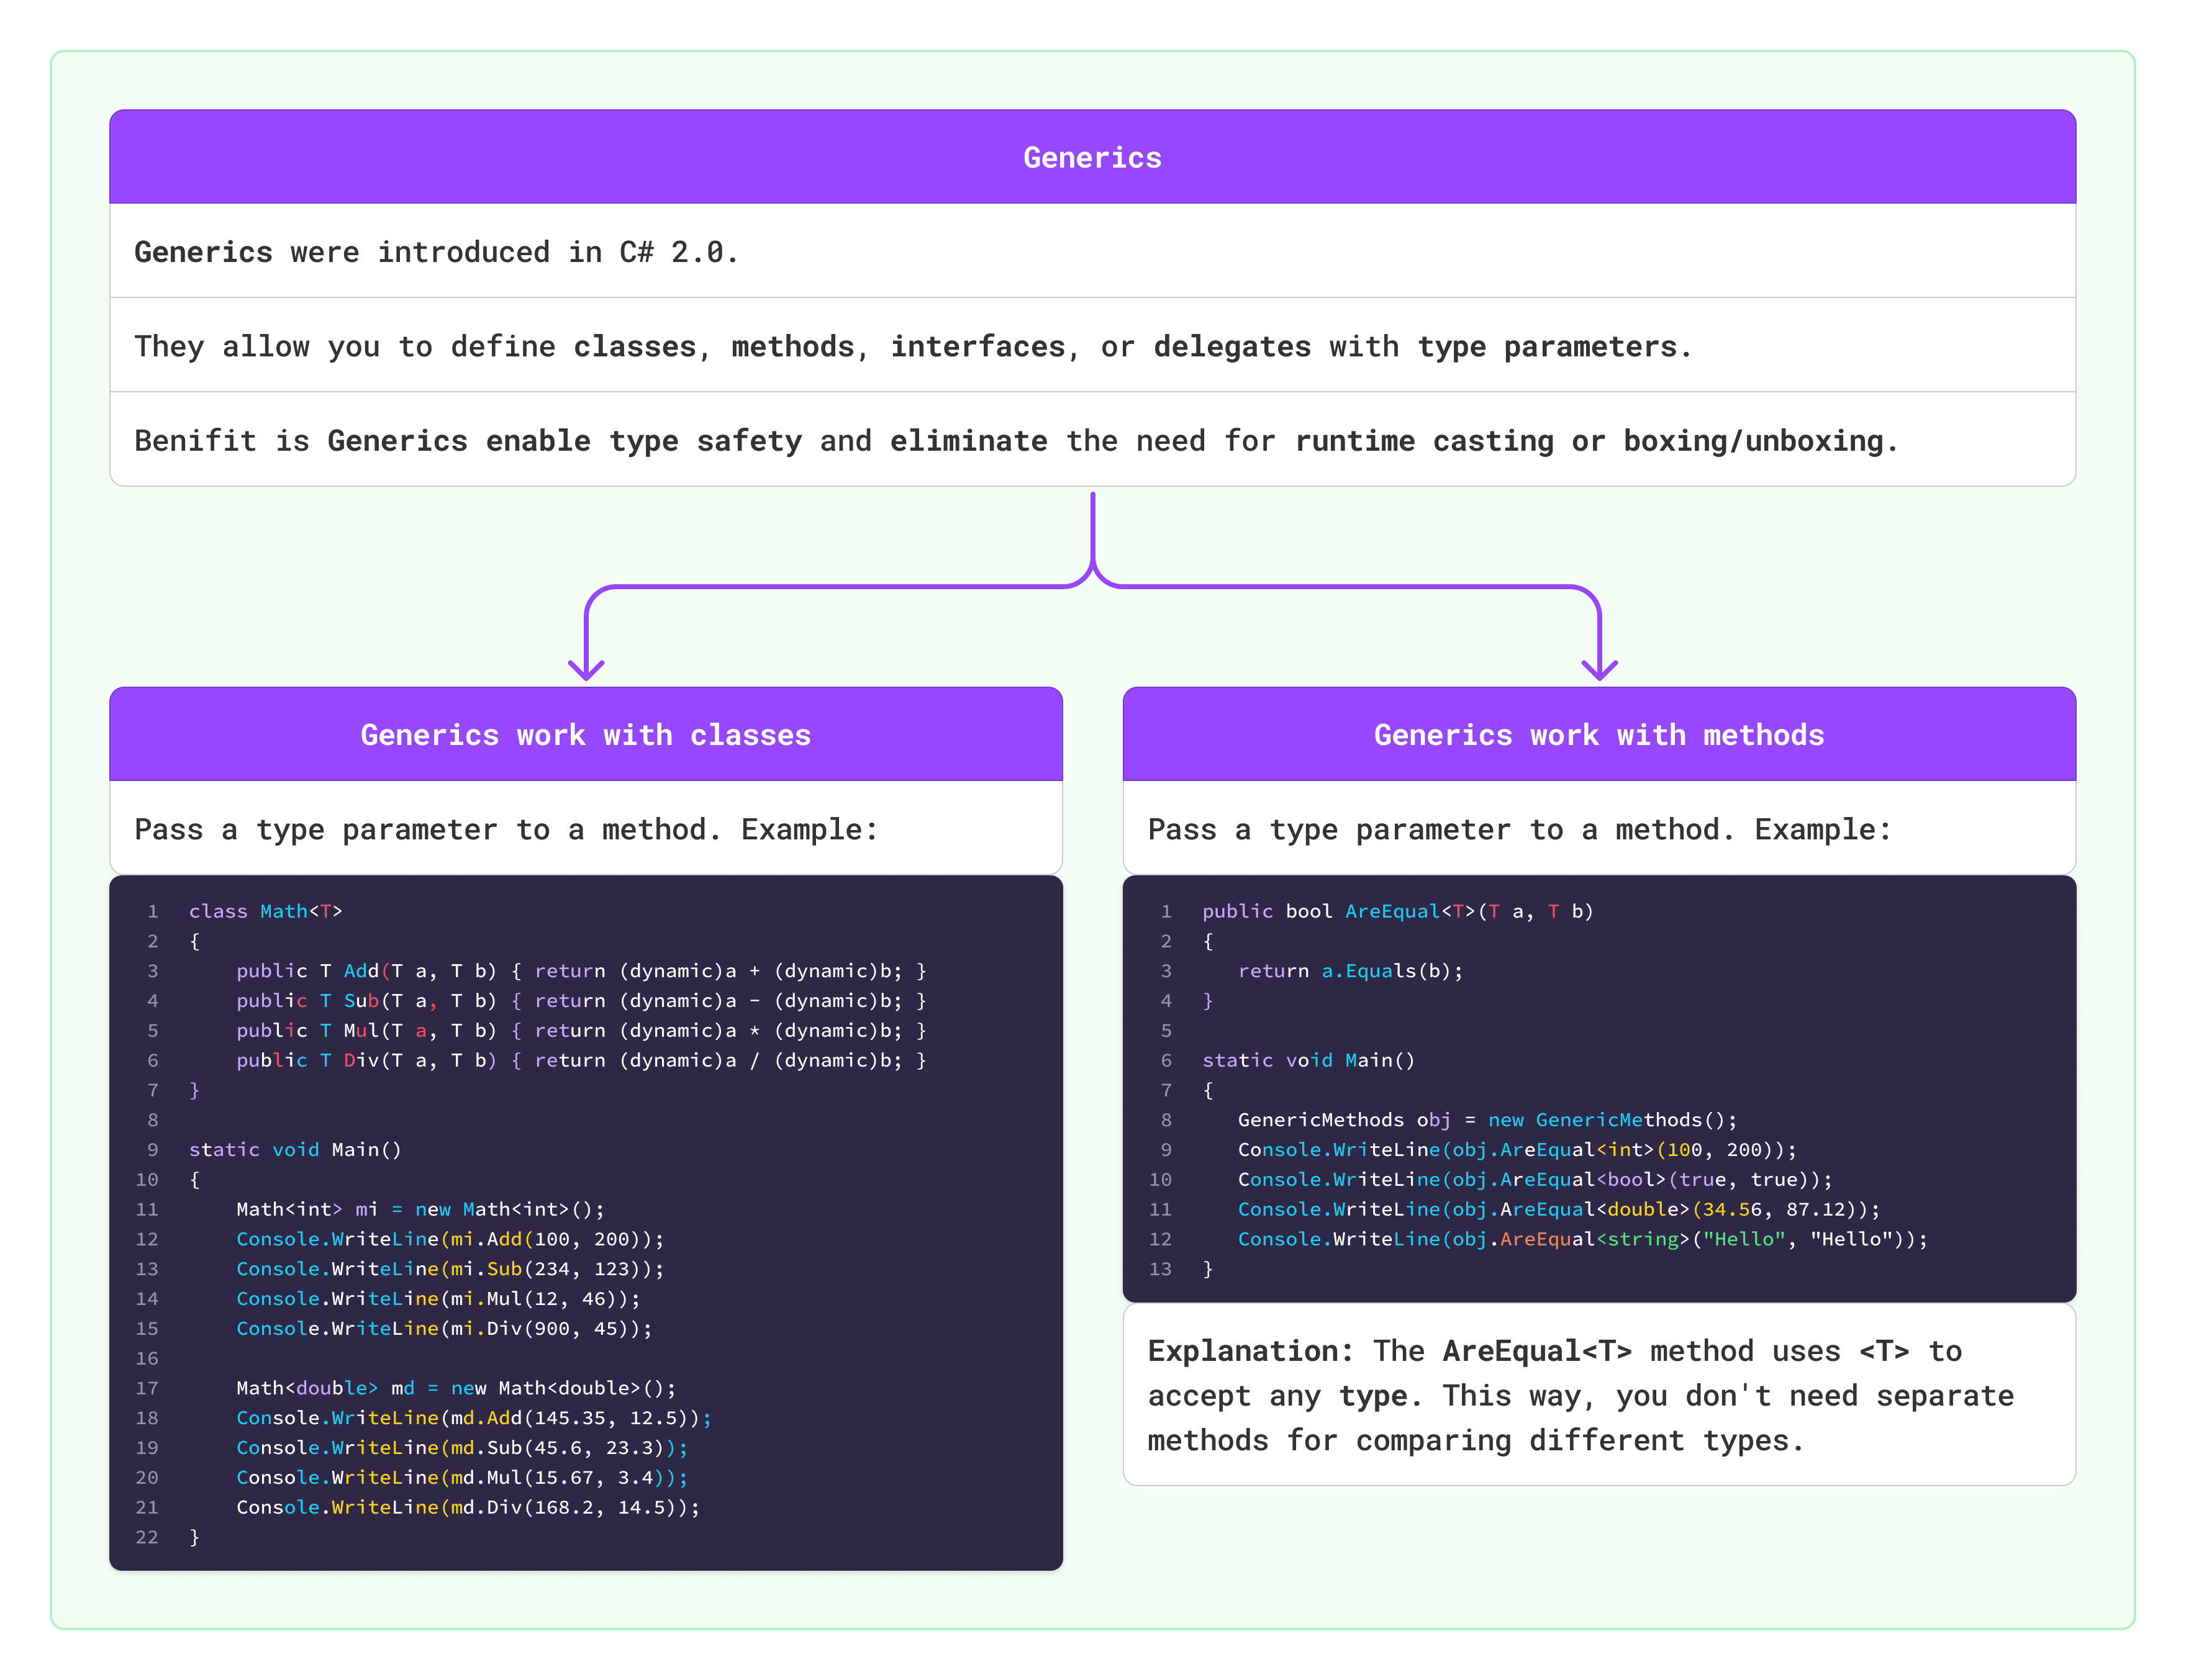 Generics
Generics were introduced in C# 2.0.
They allow you to define classes, methods, interfaces, or delegates with type parameters.
Benifit is Generics enable type safety and eliminate the need for runtime casting or boxing/unboxing.
Generics work with classes
Pass a type parameter to a method. Example:
1 class Math<T>
2 {
3     public T Add(T a, T b) { return (dynamic)a + (dynamic)b; }
4     public T Sub(T a, T b) { return (dynamic)a - (dynamic)b; }
5     public T Mul(T a, T b) { return (dynamic)a * (dynamic)b; }
6     public T Div(T a, T b) { return (dynamic)a / (dynamic)b; }
7 }
8
9 static void Main()
10 {
11     Math<int> mi = new Math<int>();
12     Console.WriteLine(mi.Add(100, 200));
13     Console.WriteLine(mi.Sub(234, 123));
14     Console.WriteLine(mi.Mul(12, 46));
15     Console.WriteLine(mi.Div(900, 45));
16
17     Math<double> md = new Math<double>();
18     Console.WriteLine(md.Add(145.35, 12.5));
19     Console.WriteLine(md.Sub(45.6, 23.3));
20     Console.WriteLine(md.Mul(15.67, 3.4));
21     Console.WriteLine(md.Div(168.2, 14.5));
22 }
Generics work with methods
Pass a type parameter to a method. Example:
1 public bool AreEqual<T>(T a, T b)
2 {
3    return a.Equals(b);
4 }
5
6 static void Main()
7 {
8    GenericMethods obj = new GenericMethods();
9    Console.WriteLine(obj.AreEqual<int>(100, 200));
10    Console.WriteLine(obj.AreEqual<bool>(true, true));
11    Console.WriteLine(obj.AreEqual<double>(34.56, 87.12));
12    Console.WriteLine(obj.AreEqual<string>("Hello", "Hello"));
13 }
Explanation: The AreEqual<T> method uses <T> to
accept any type. This way, you don't need separate
methods for comparing different types.